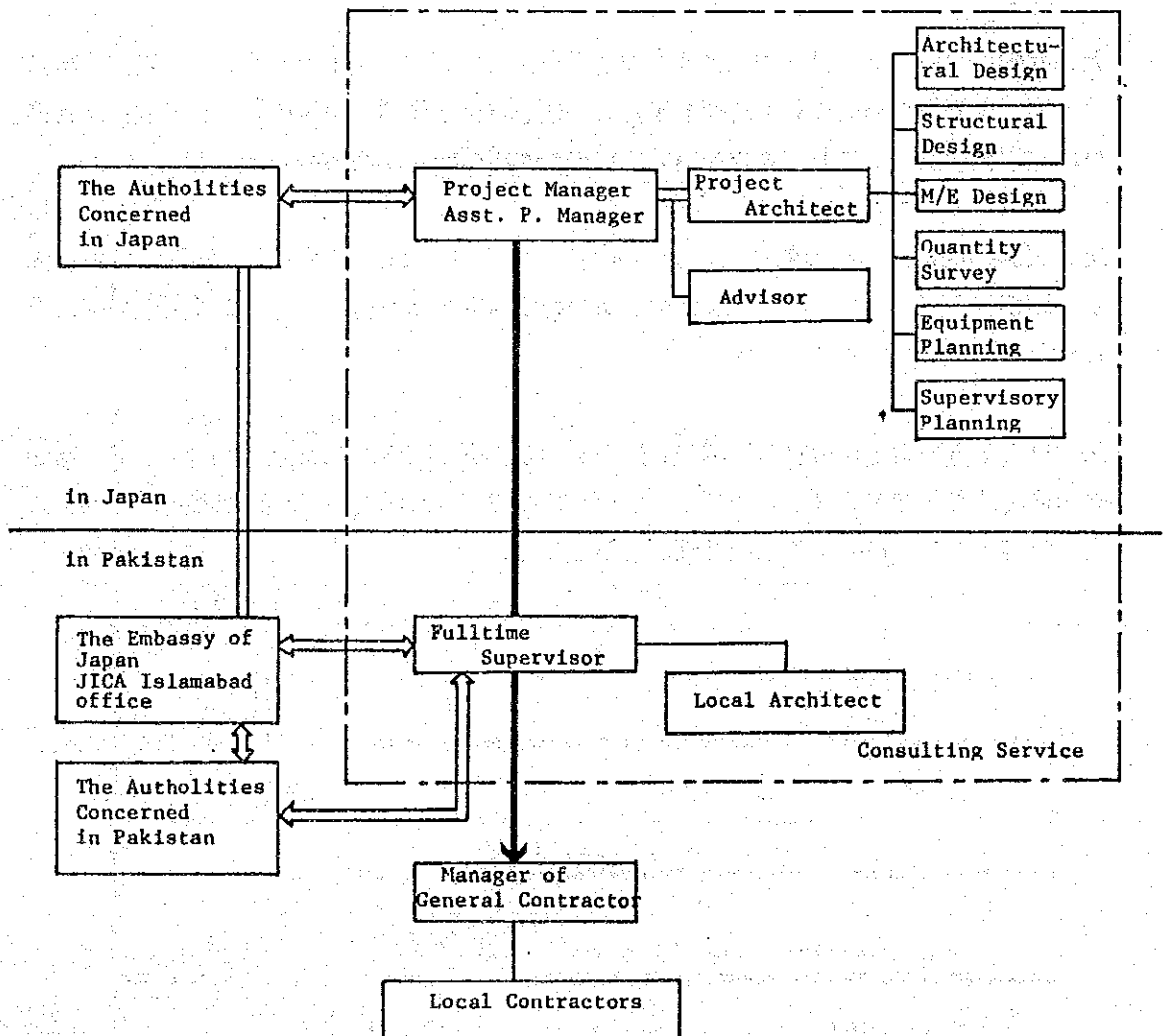 Architectu-
ral Design
Structural
Design
The Autholities
Concerned
in Japan
Project Manager
Asst. P. Manager
Project
Architect
M/E Design
Quantity
Survey
Advisor
Equipment
Planning
Supervisory
Planning
in Japan
in Pakistan
The Embassy of
Japan
JICA Islamabad
office
Fulltime
Supervisor
Local Architect
Consulting Service
The Autholities
Concerned
in Pakistan
Manager of
General Contractor
Local Contractors